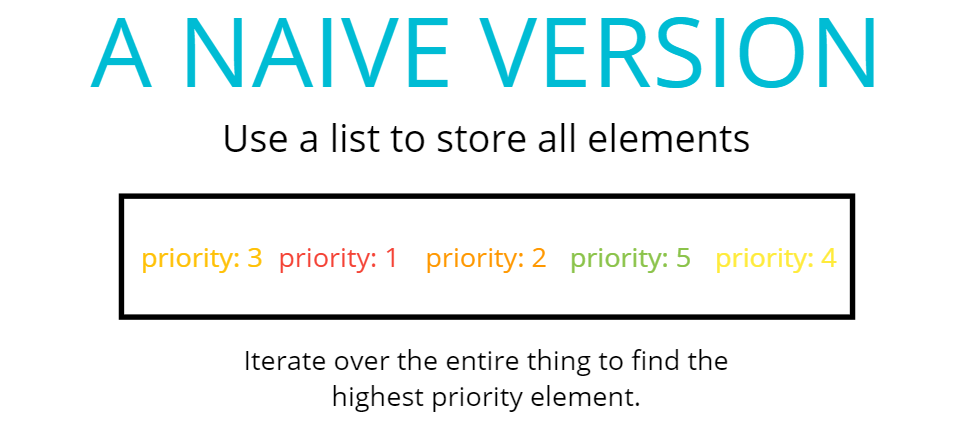 A NAIVE VERSION
Use a list to store all elements
priority: 3 priority: 1 priority: 2 priority: 5 priority: 4
Iterate over the entire thing to find the
highest priority element.